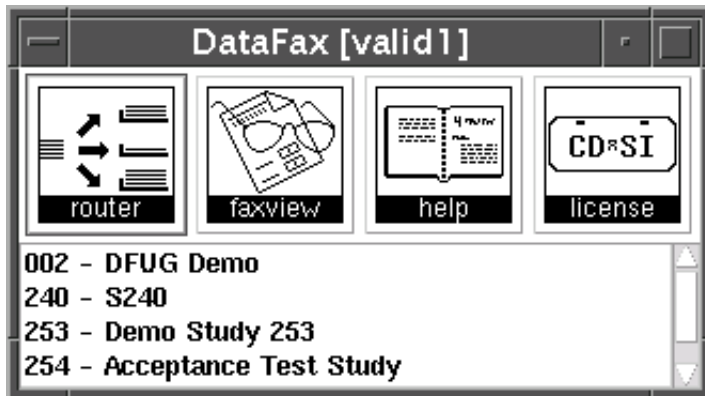 DataFax [valid1]
router
faxview
help
license
CD*SI
002 - DFUG Demo
240 - S240
253 - Demo Study 253
254 - Acceptance Test Study